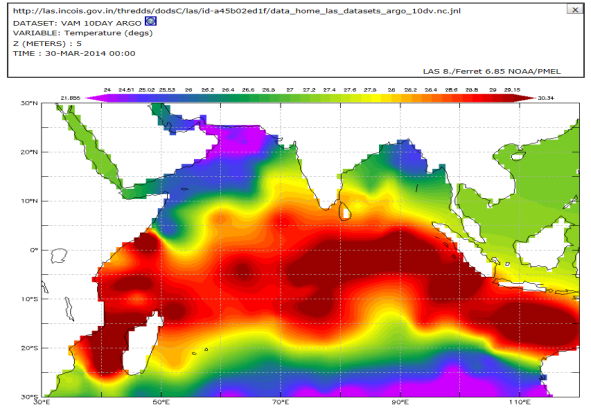 http://las.incois.gov.in/thredds/dodsC/las/id-a45b02ed1f/data_home_las_datasets_argo_10dv.nc.jnl
DATASET: VAM 10DAY ARGO
VARIABLE: Temperature (degs)
Z (METERS) : 5
TIME : 30-MAR-2014 00:00
LAS 8./Ferret 6.85 NOAA/PMEL
21.856 24 24.51 25.02 25.53 26 26.2 26.4 26.6 26.8 27 27.2 27.4 27.6 27.8 28 28.2 28.4 28.6 28.8 29 29.15 30.34
30°N
20°N
10°N
0°
10°S
20°S
30°S
30°E 50°E 70°E 90°E 110°E